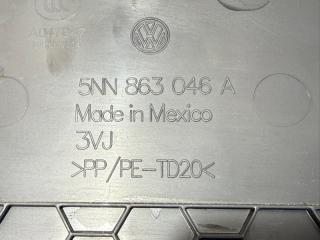 5NN 863 046 A
Made in Mexico
3VJ
>PP/PE-TD20<